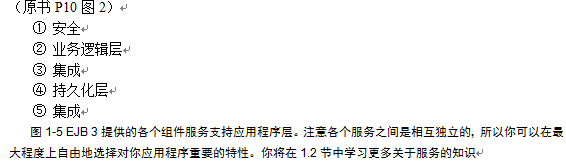 （原书 P10 图 2）
① 安全
② 业务逻辑层
③ 集成
④ 持久化层
⑤ 集成
图 1-5 EJB 3 提供的各个组件服务支持应用程序层。注意各个服务之间是相互独立的，所以你可以在最
大程度上自由地选择对你应用程序重要的特性。你将在 1.2 节中学习更多关于服务的知识